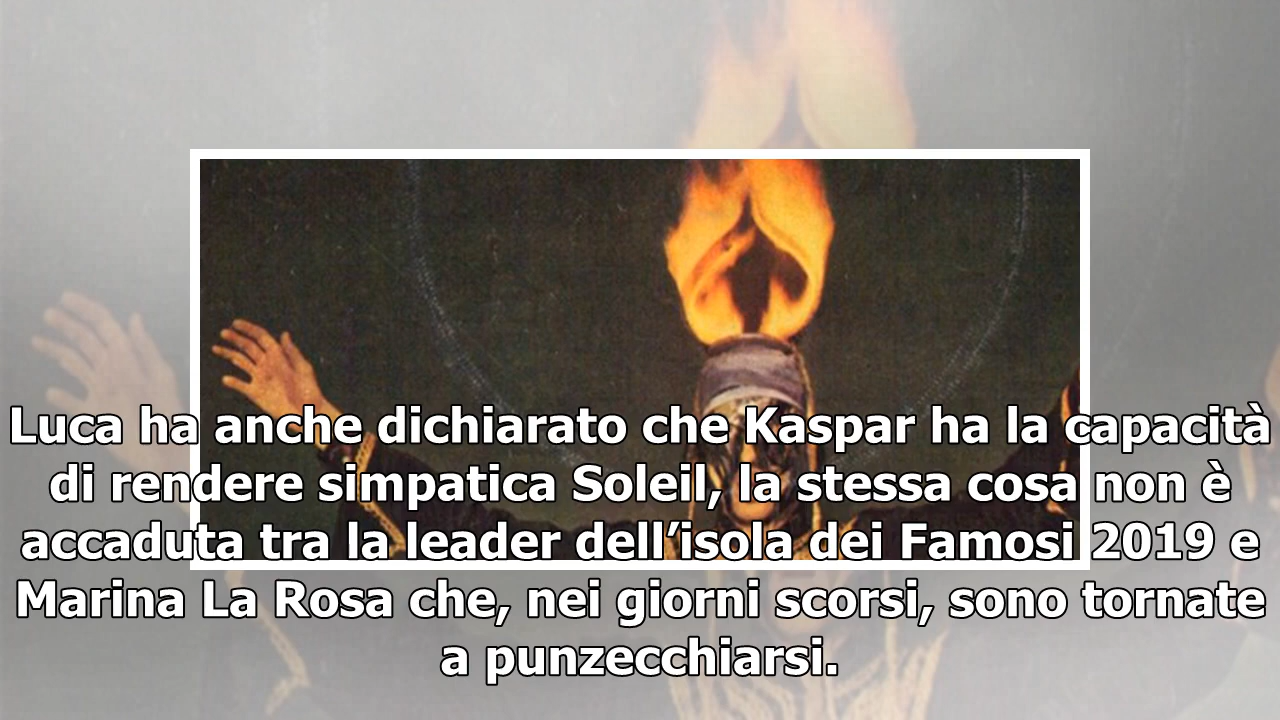 Luca ha anche dichiarato che Kaspar ha la capacità
di rendere simpatica Soleil, la stessa cosa non è
accaduta tra la leader dell’isola dei Famosi 2019 e
Marina La Rosa che, nei giorni scorsi, sono tornate
a punzecchiarsi.